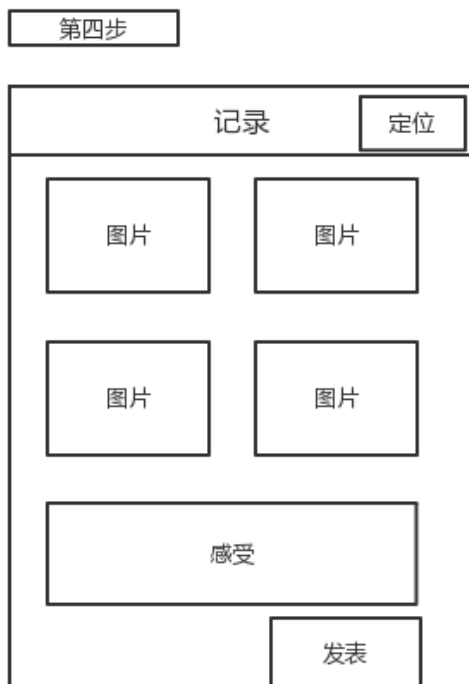 第四步
记录 定位
图片 图片
图片 图片
感受
发表